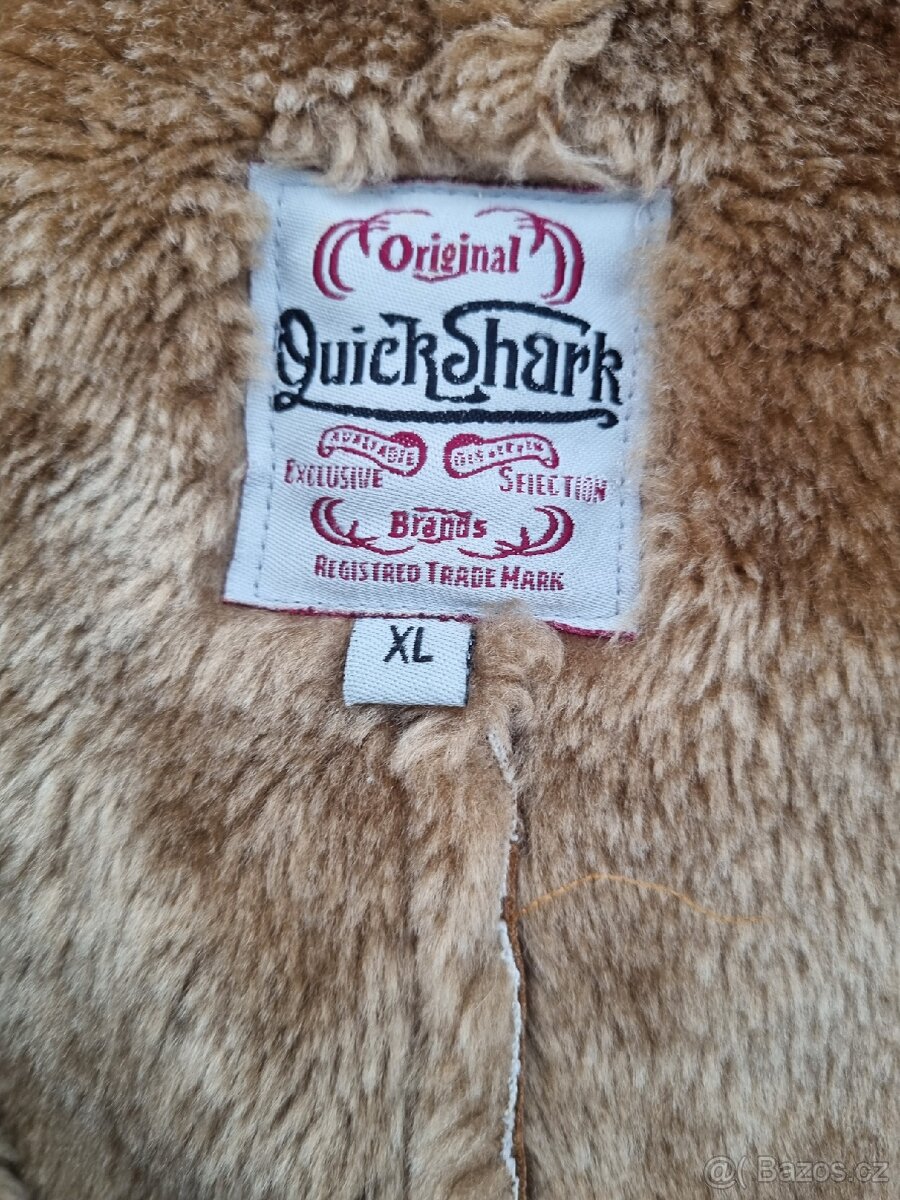 Original
QuickShark
EXCLUSIVE SELECTION
Brands
REGISTRED TRADE MARK
XL
@( Bazos.cz